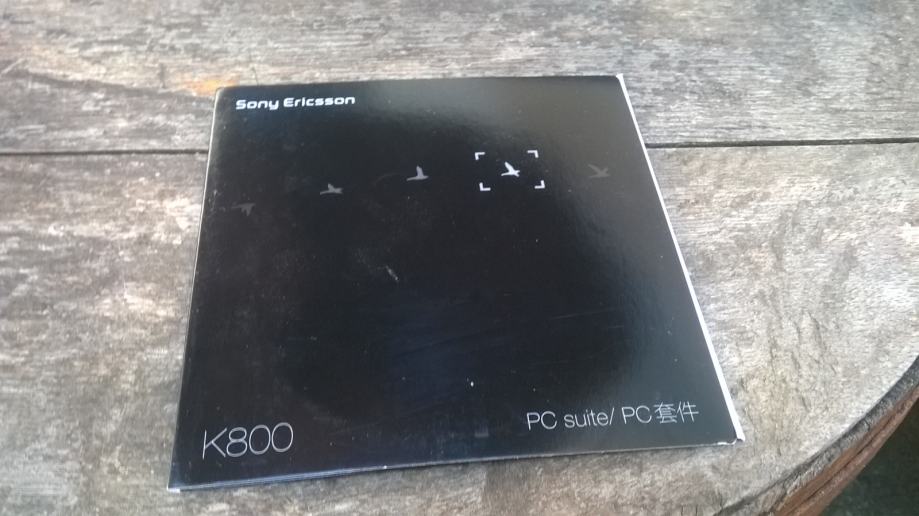 Sony Ericsson
K800
PC suite/ PC套件